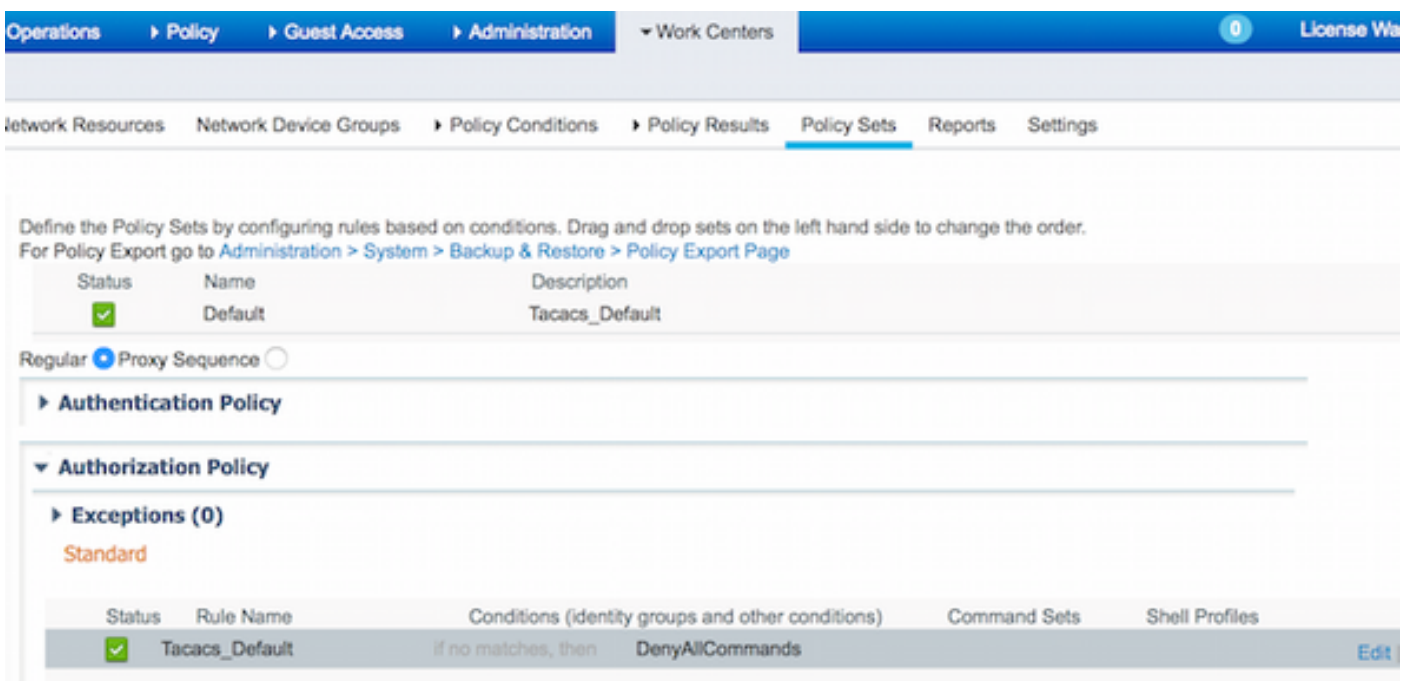 Operations Policy Guest Access Administration Work Centers 0 License Wa
Network Resources Network Device Groups Policy Conditions Policy Results Policy Sets Reports Settings
Define the Policy Sets by configuring rules based on conditions. Drag and drop sets on the left hand side to change the order.
For Policy Export go to Administration > System > Backup & Restore > Policy Export Page
Status Name Description
Default Tacacs_Default
Regular Proxy Sequence
Authentication Policy
Authorization Policy
Exceptions (0)
Standard
Status Rule Name Conditions (identity groups and other conditions) Command Sets Shell Profiles
Tacacs_Default if no matches, then DenyAllCommands Edit |